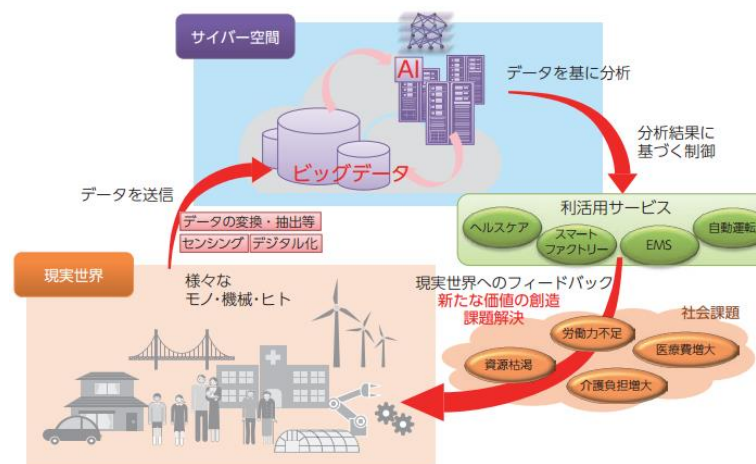 サイバー空間
AI
ビッグデータ
データを基に分析
分析結果に
基づく制御
データを送信
データの変換・抽出等
センシング
デジタル化
利活用サービス
ヘルスケア
スマート
ファクトリー
EMS
自動運転
現実世界
様々な
モノ・機械・ヒト
現実世界へのフィードバック
新たな価値の創造
課題解決
社会課題
労働力不足
医療費増大
資源枯渇
介護負担増大